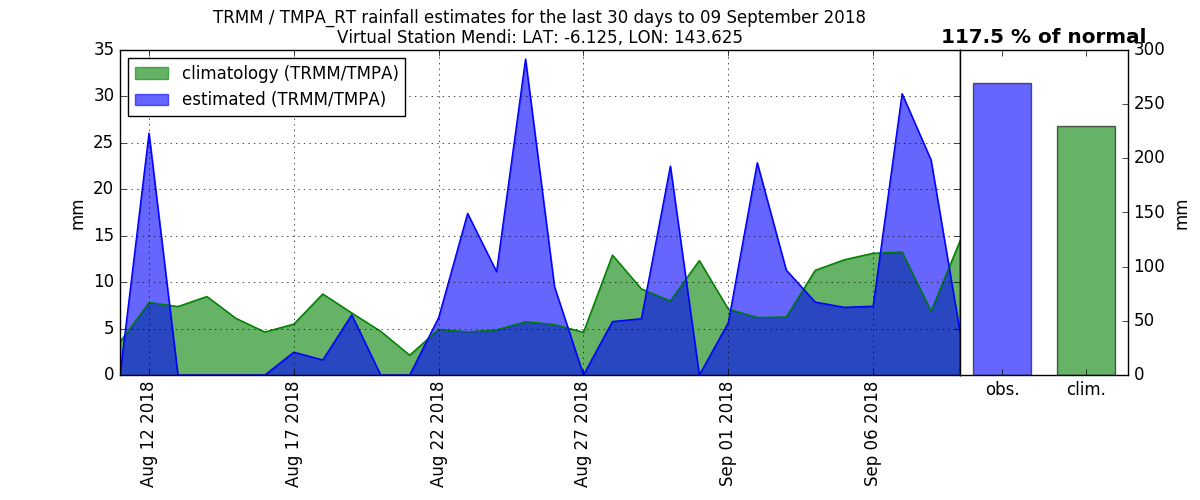 TRMM / TMPA_RT rainfall estimates for the last 30 days to 09 September 2018
Virtual Station Mendi: LAT: -6.125, LON: 143.625
117.5 % of normal
climatology (TRMM/TMPA)
estimated (TRMM/TMPA)
35
30
25
20
15
10
5
0
mm
Aug 12 2018
Aug 17 2018
Aug 22 2018
Aug 27 2018
Sep 01 2018
Sep 06 2018
obs.
clim.
300
250
200
150
100
50
0
mm